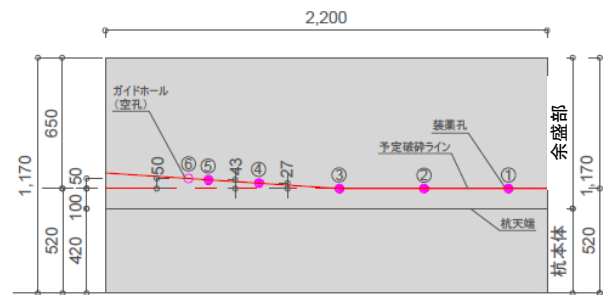 2,200
ガイドホール
（空孔）
装薬孔
予定破砕ライン
余盛部
650
1,170
50
⑥
⑤
43
④
27
③
②
①
50
100
520
420
杭天端
杭本体
1,170
520